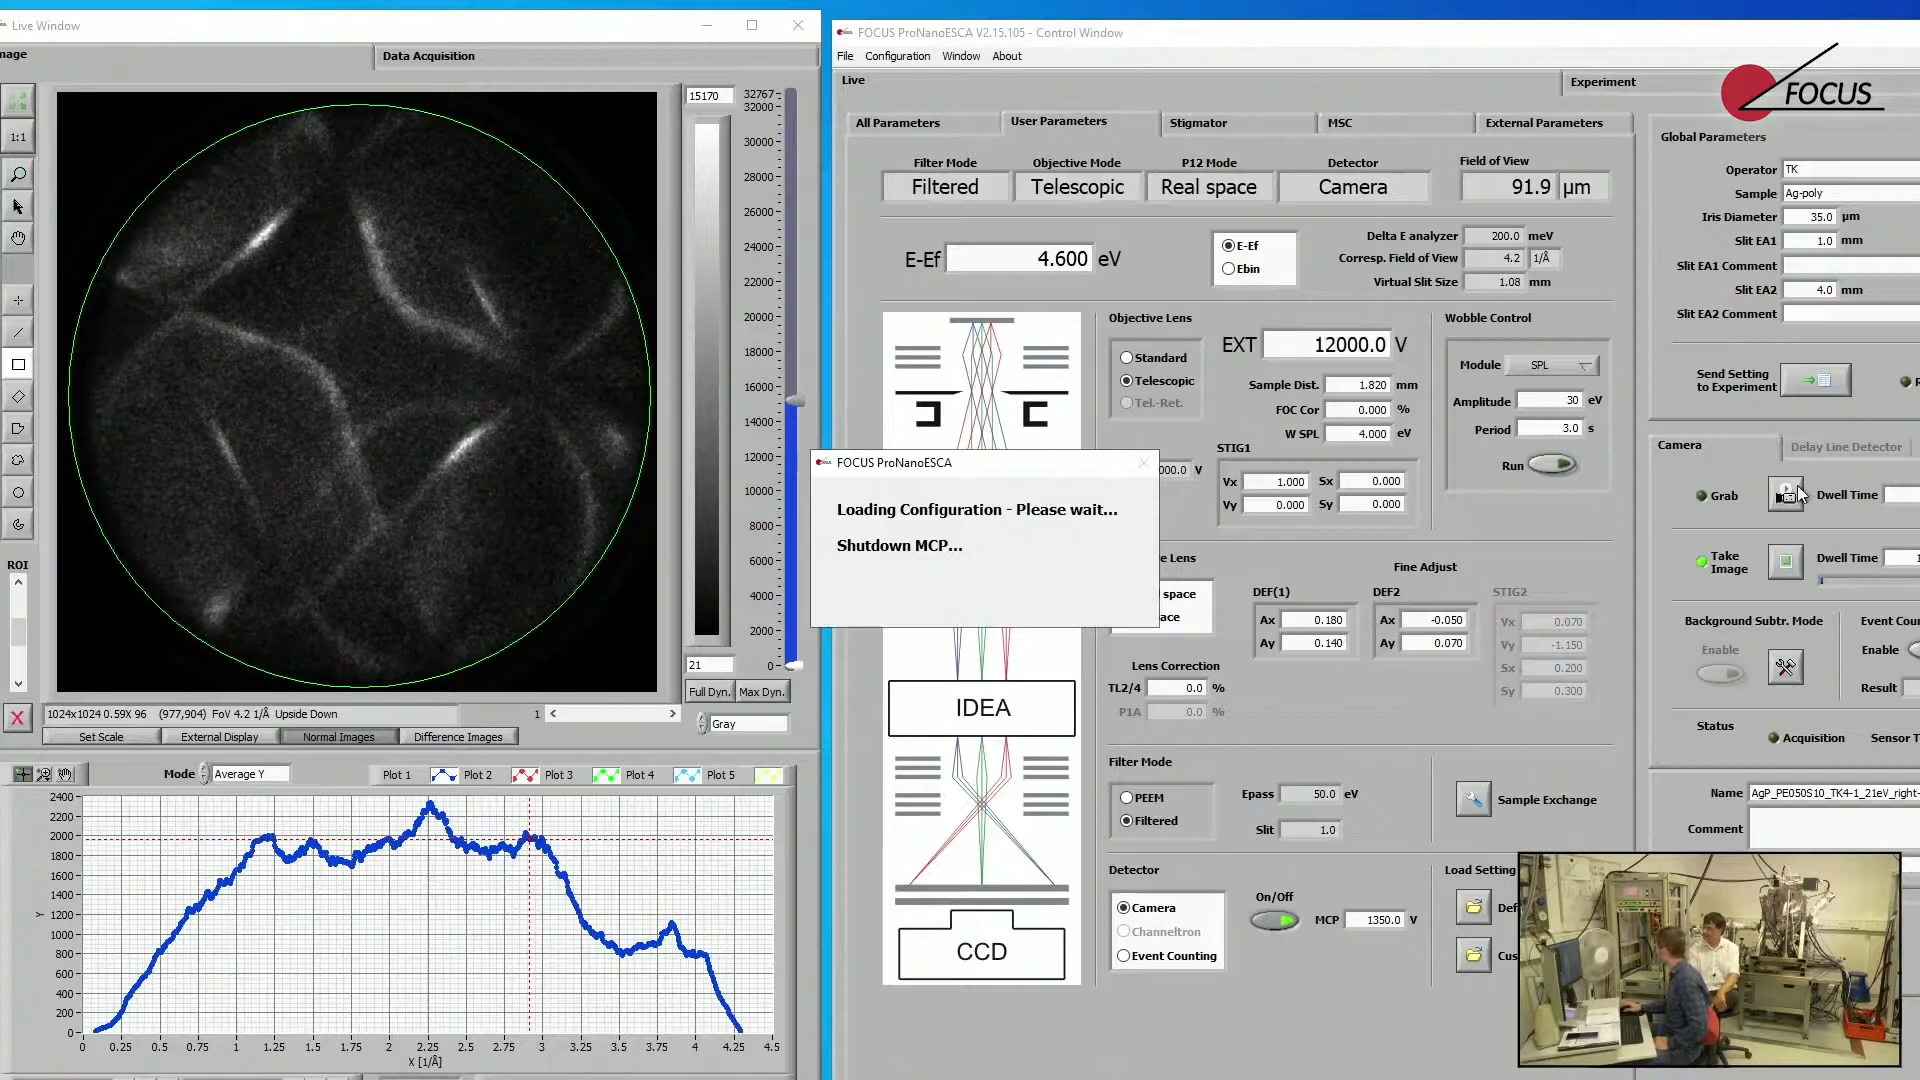 Live Window
FOCUS ProNanoESCA V2.15.105 - Control Window
File Configuration Window About
Data Acquisition
Live
Experiment
FOCUS
All Parameters User Parameters Stigmator MSC External Parameters
Global Parameters
Filter Mode Objective Mode P12 Mode Detector Field of View
Filtered Telescopic Real space Camera 91.9 µm
Operator TK
Sample Ag-poly
Iris Diameter 35.0 µm
Slit EA1 1.0 mm
Slit EA1 Comment
Slit EA2 4.0 mm
Slit EA2 Comment
E-Ef 4.600 eV
E-Ef
Ebin
Delta E analyzer 200.0 meV
Corresp. Field of View 4.2 1/Å
Virtual Slit Size 1.08 mm
Objective Lens
Standard
Telescopic
Tel.-Ret.
EXT 12000.0 V
Sample Dist. 1.820 mm
FOC Cor 0.000 %
W SPL 4.000 eV
STIG1
Vx 1.000 Sx 0.000
Vy 0.000 Sy 0.000
Wobble Control
Module SPL
Amplitude 30 eV
Period 3.0 s
Run
Send Setting
to Experiment
Camera Delay Line Detector
Grab Dwell Time
Take
Image
Dwell Time
Background Subtr. Mode
Enable
Enable
Result
Status
Acquisition
FOCUS ProNanoESCA
Loading Configuration - Please wait...
Shutdown MCP...
Fine Adjust
DEF(1) DEF2 STIG2
Ax 0.180 Ax -0.050 Vx 0.070
Ay 0.140 Ay 0.070 Vy -1.150
Sx 0.200
Sy 0.300
Lens Correction
TL2/4 0.0 %
P1A 0.0 %
IDEA
Filter Mode
PEEM
Filtered
Epass 50.0 eV
Slit 1.0
Sample Exchange
Detector
Camera
Channeltron
Event Counting
On/Off
MCP 1350.0 V
Load Setting
CCD
Name AgP_PE050S10_TK4-1_21eV_right-
Comment
1:1
ROI
15170
32767
32000
30000
28000
26000
24000
22000
20000
18000
16000
14000
12000
10000
8000
6000
4000
2000
0
21
Full Dyn. Max Dyn.
Gray
1024x1024 0.59X 96 (977,904) FoV 4.2 1/Å Upside Down
1
Set Scale External Display Normal Images Difference Images
Mode Average Y
Plot 1 Plot 2 Plot 3 Plot 4 Plot 5
2400
2200
2000
1800
1600
1400
1200
1000
800
600
400
200
0
Y
0 0.25 0.5 0.75 1 1.25 1.5 1.75 2 2.25 2.5 2.75 3 3.25 3.5 3.75 4 4.25 4.5
X [1/Å]